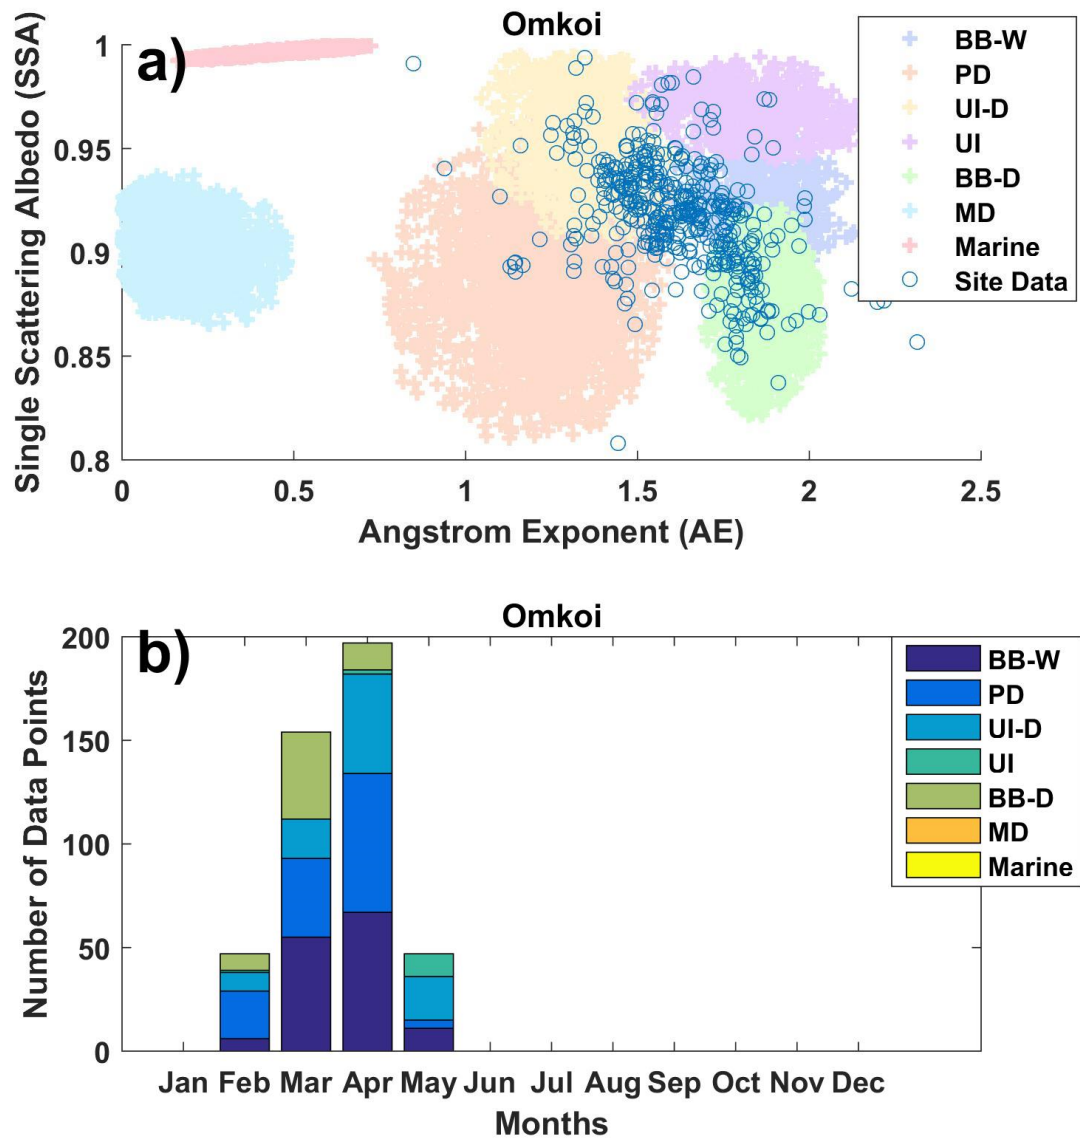 Omkoi
a)
Single Scattering Albedo (SSA)
1
0.95
0.9
0.85
0.8
0 0.5 1 1.5 2 2.5
Angstrom Exponent (AE)
BB-W
PD
UI-D
UI
BB-D
MD
Marine
Site Data
Omkoi
b)
Number of Data Points
200
150
100
50
0
Jan Feb Mar Apr May Jun Jul Aug Sep Oct Nov Dec
Months
BB-W
PD
UI-D
UI
BB-D
MD
Marine